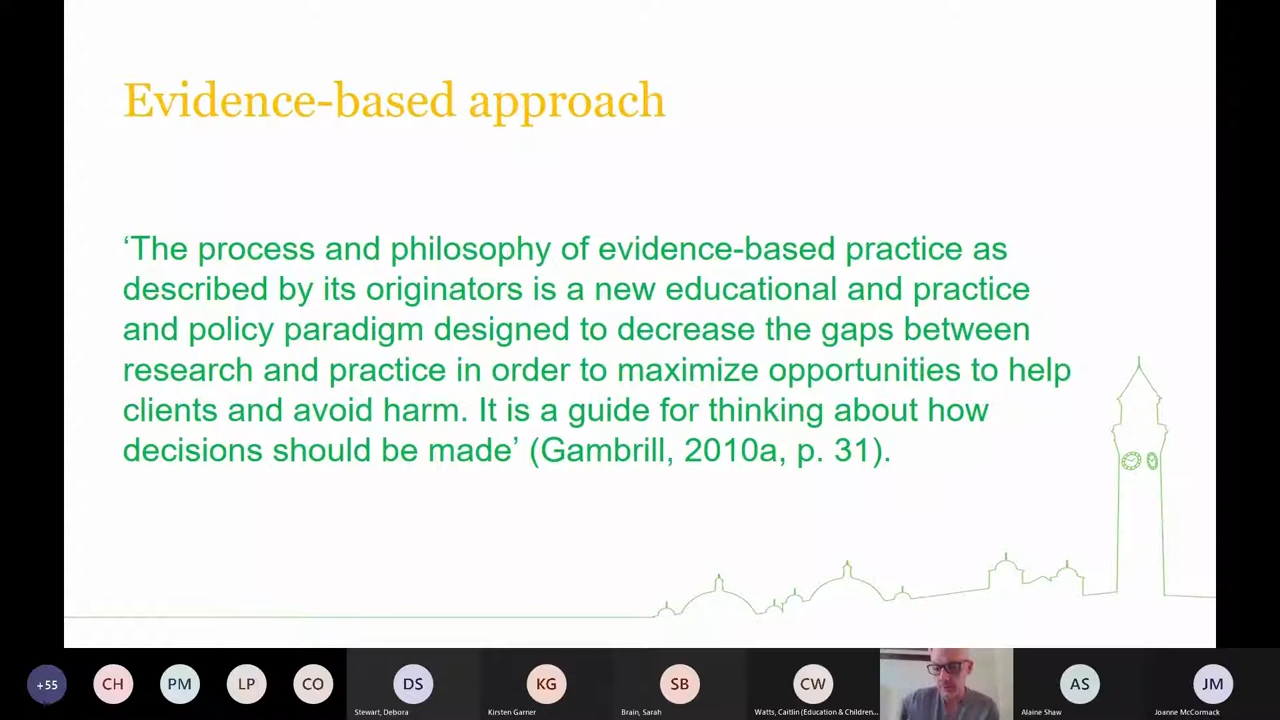 Evidence-based approach
‘The process and philosophy of evidence-based practice as
described by its originators is a new educational and practice
and policy paradigm designed to decrease the gaps between
research and practice in order to maximize opportunities to help
clients and avoid harm. It is a guide for thinking about how
decisions should be made’ (Gambrill, 2010a, p. 31).
+55 CH PM LP CO DS KG SB CW AS JM
Stewart, Debora Kirsten Garner Brain, Sarah Watts, Caitlin (Education & Children... Alaine Shaw Joanne McCormack